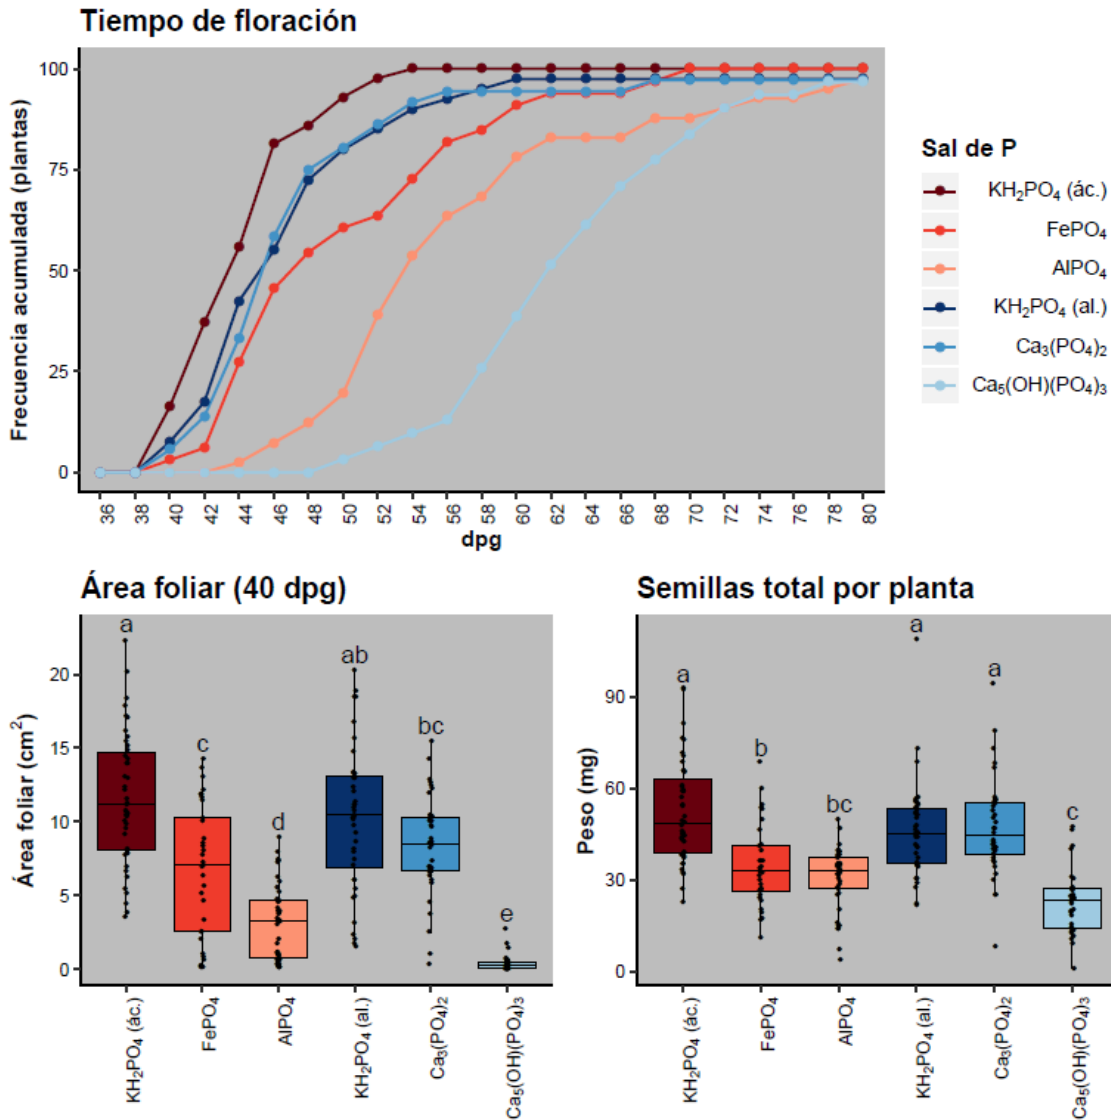 Tiempo de floración
Frecuencia acumulada (plantas)
100
75
50
25
0
36 38 40 42 44 46 48 50 52 54 56 58 60 62 64 66 68 70 72 74 76 78 80
dpg
Sal de P
KH₂PO₄ (ác.)
FePO₄
AlPO₄
KH₂PO₄ (al.)
Ca₃(PO₄)₂
Ca₅(OH)(PO₄)₃
Área foliar (40 dpg)
Área foliar (cm²)
20
15
10
5
0
a c d ab bc e
KH₂PO₄ (ác.)
FePO₄
AlPO₄
KH₂PO₄ (al.)
Ca₃(PO₄)₂
Ca₅(OH)(PO₄)₃
Semillas total por planta
Peso (mg)
90
60
30
0
a b bc a a c
KH₂PO₄ (ác.)
FePO₄
AlPO₄
KH₂PO₄ (al.)
Ca₃(PO₄)₂
Ca₅(OH)(PO₄)₃